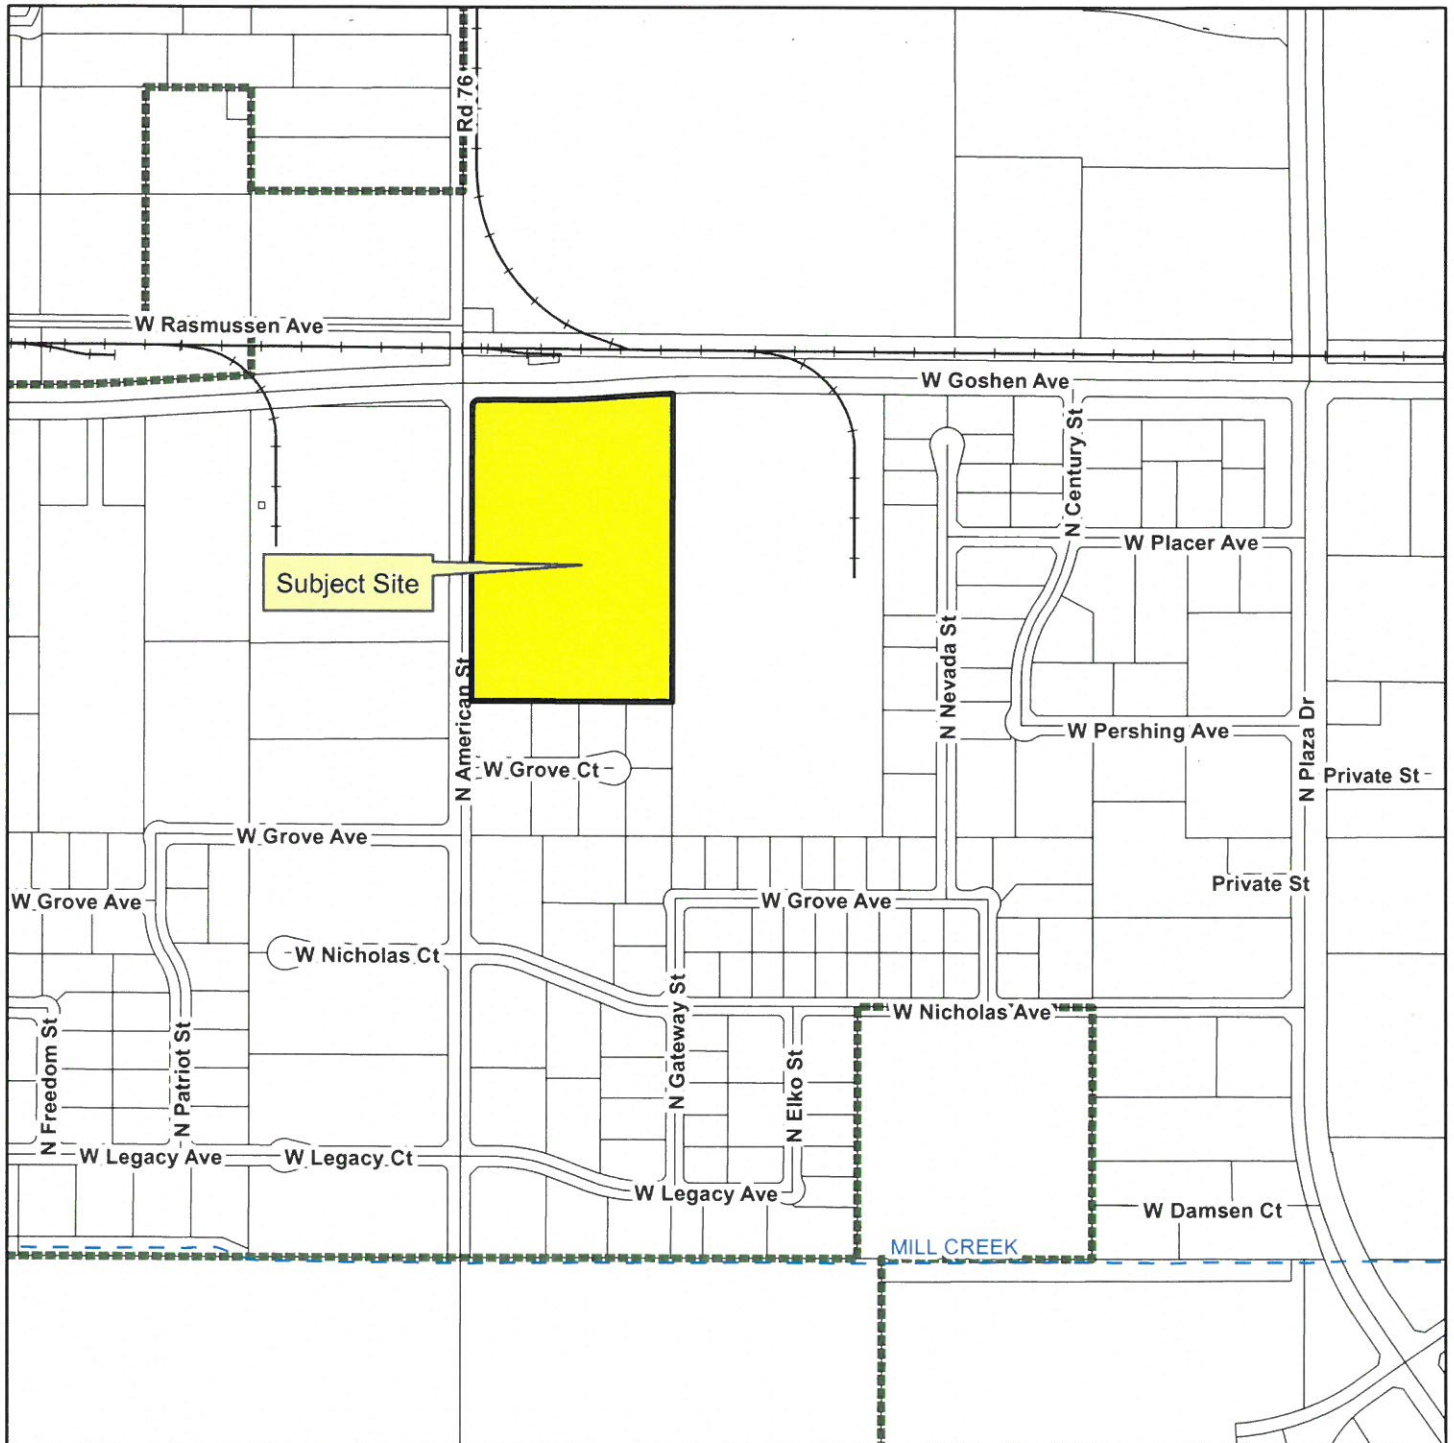 Rd 76
W Rasmussen Ave
W Goshen Ave
N Century St
W Placer Ave
Subject Site
N American St
N Nevada St
W Pershing Ave
N Plaza Dr
W Grove Ct
Private St
W Grove Ave
Private St
W Grove Ave
W Grove Ave
W Nicholas Ct
N Gateway St
W Nicholas Ave
N Freedom St
N Patriot St
N Elko St
W Legacy Ave
W Legacy Ct
W Legacy Ave
W Damsen Ct
MILL CREEK